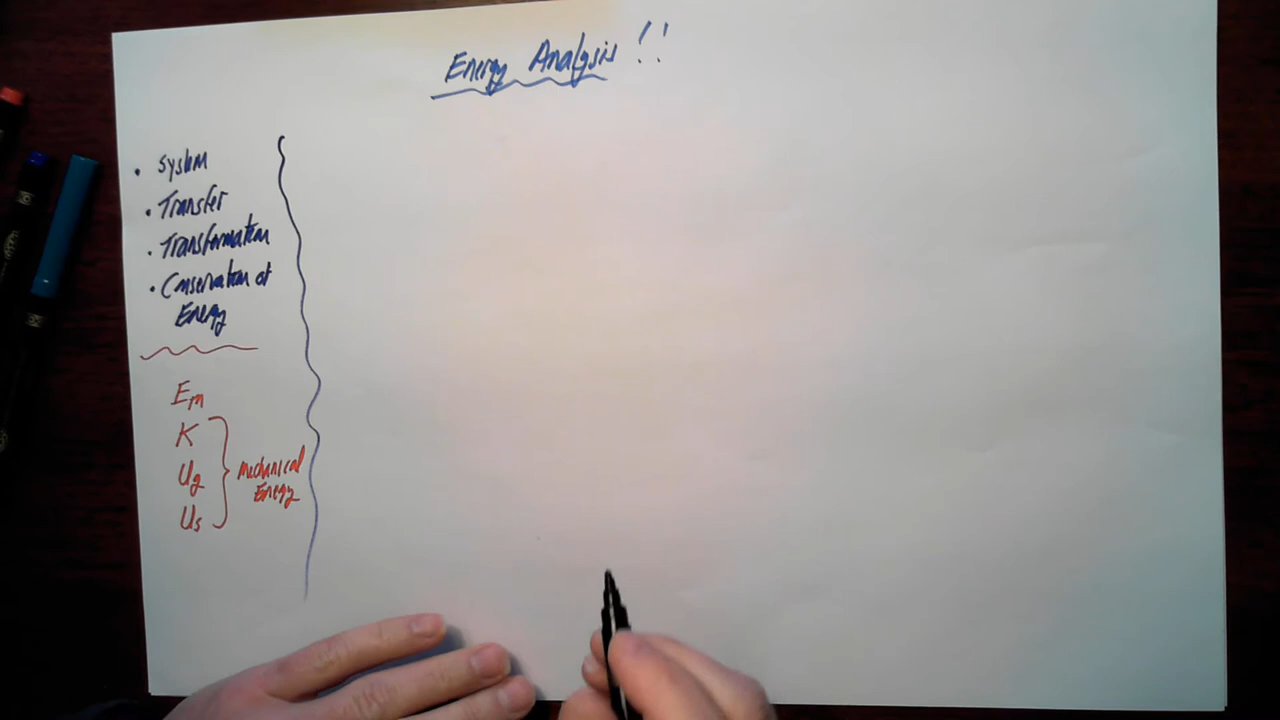 Energy Analysis !!
• System
• Transfer
• Transformation
• Conservation of
Energy
Em
K
Ug
Us
Mechanical
Energy